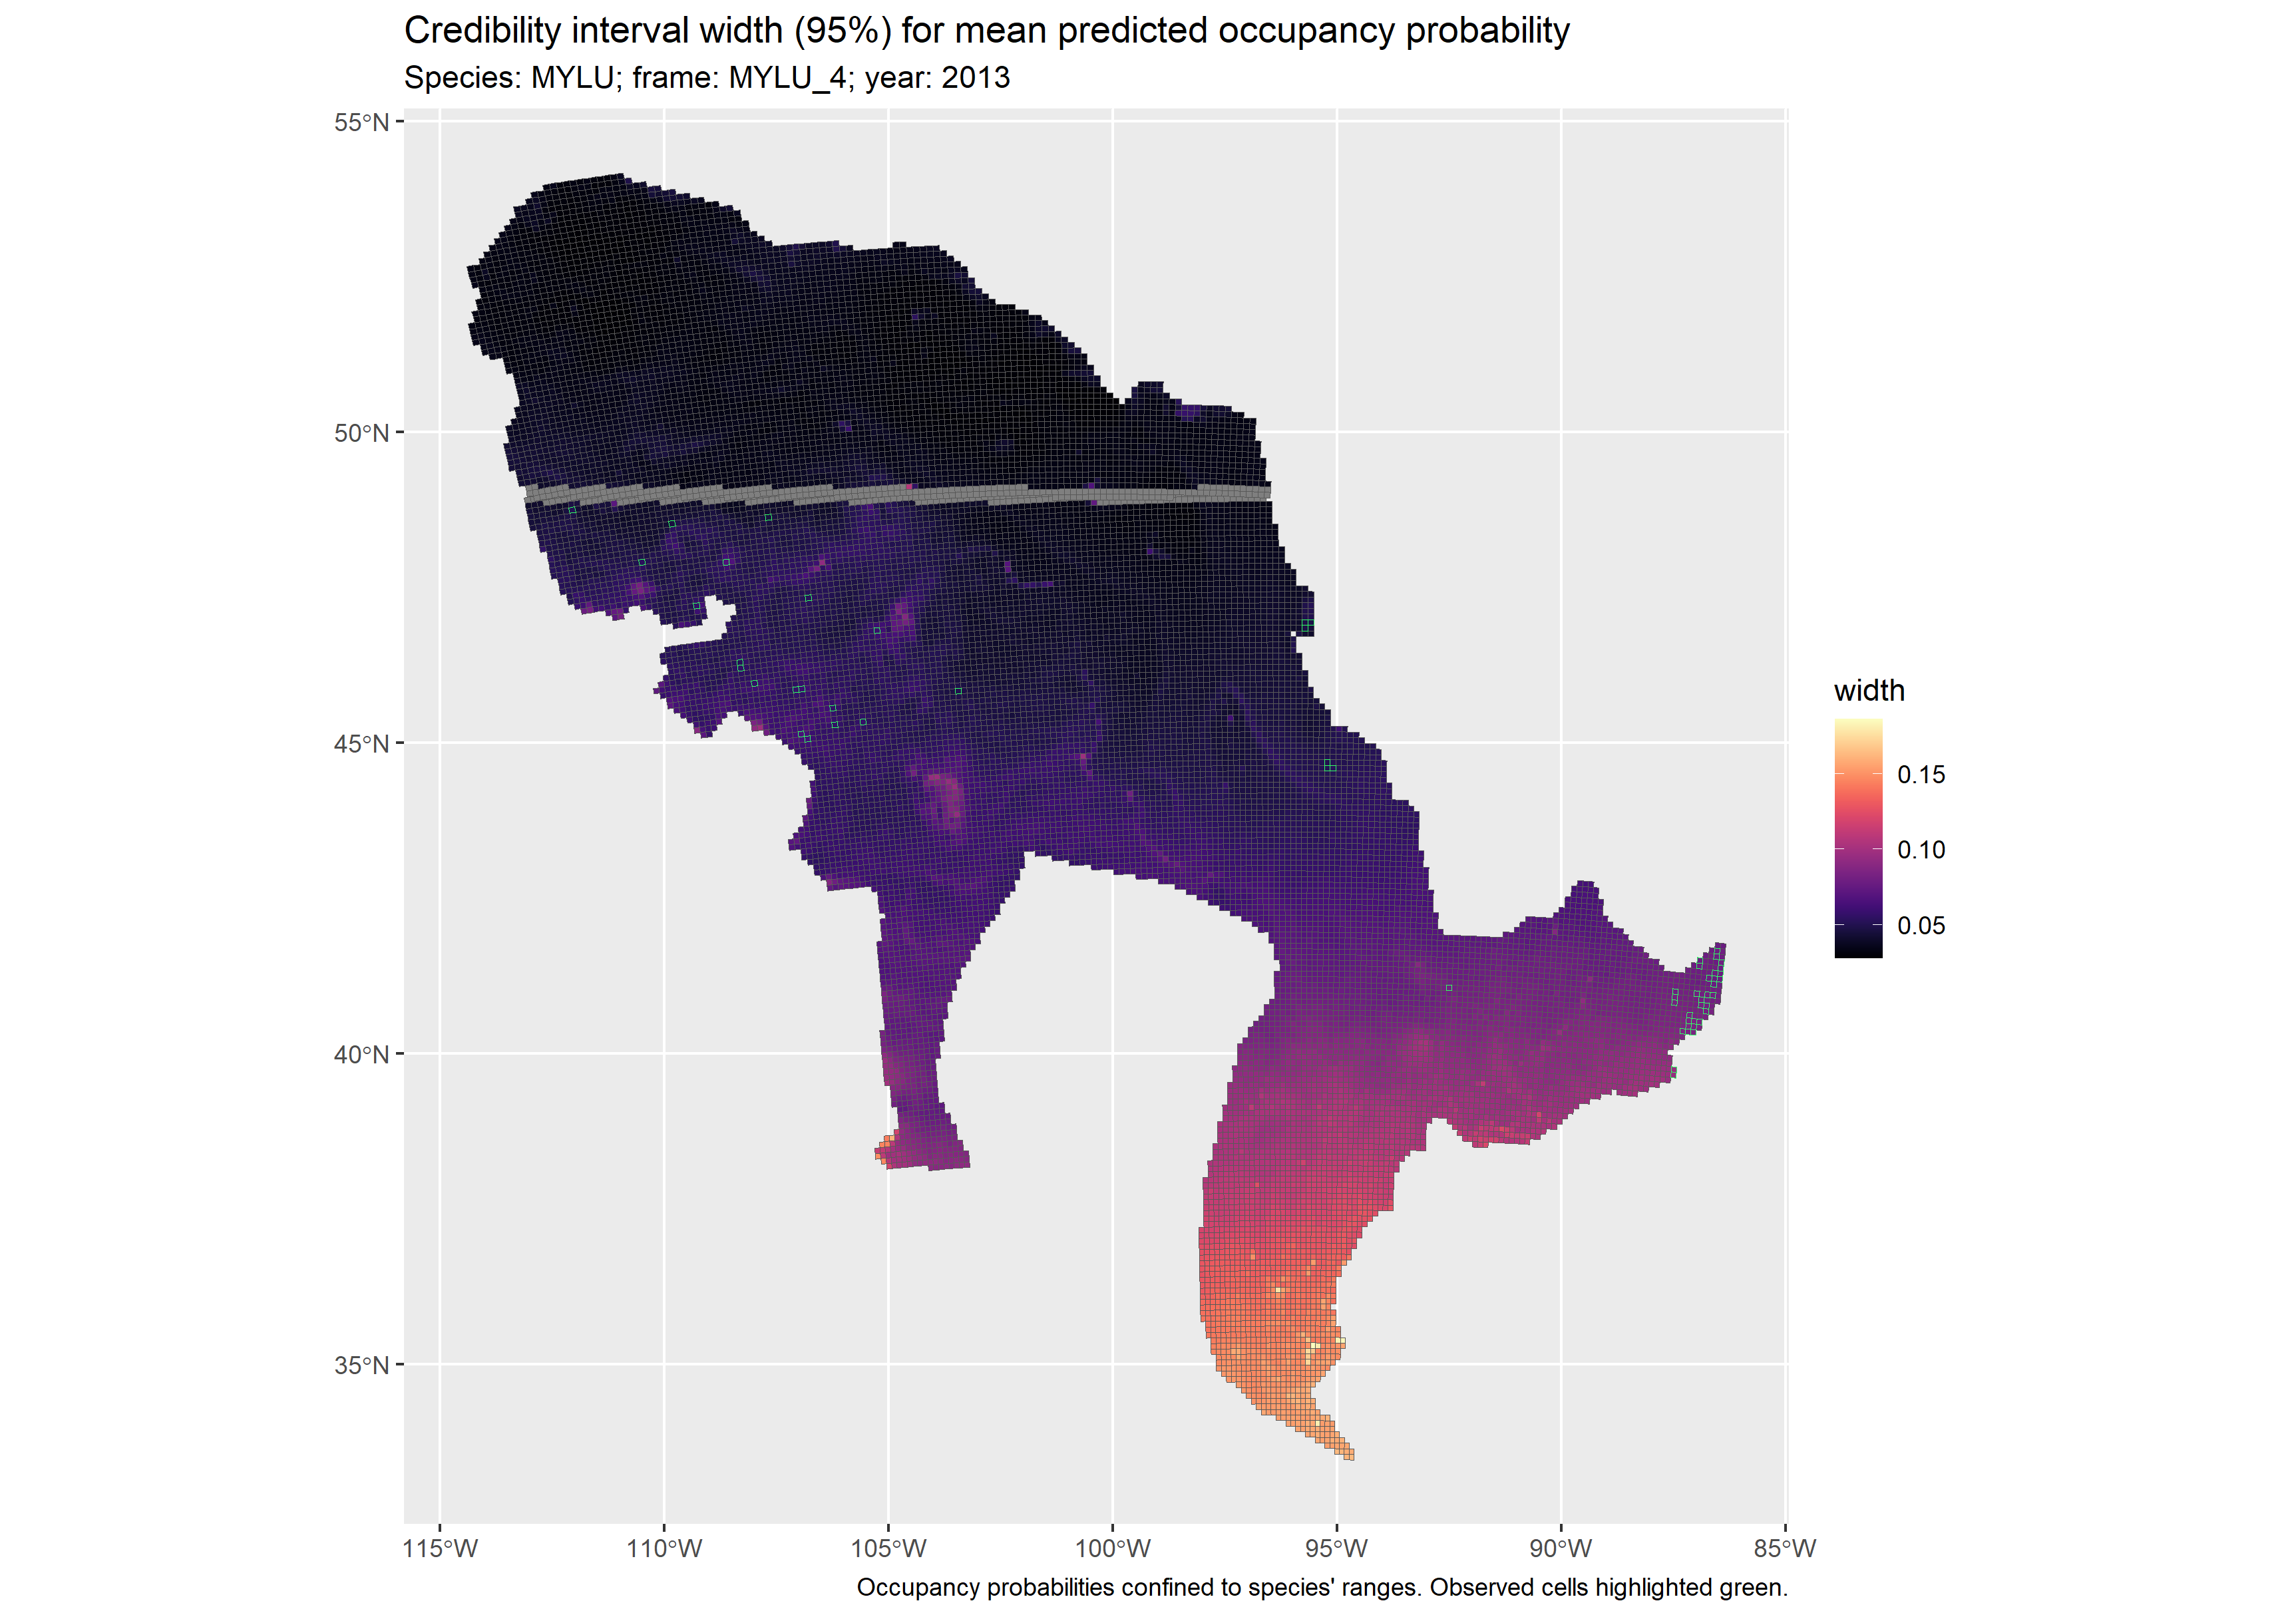 Credibility interval width (95%) for mean predicted occupancy probability
Species: MYLU; frame: MYLU_4; year: 2013
55°N
50°N
45°N
40°N
35°N
115°W
110°W
105°W
100°W
95°W
90°W
85°W
width
0.15
0.10
0.05
Occupancy probabilities confined to species' ranges. Observed cells highlighted green.